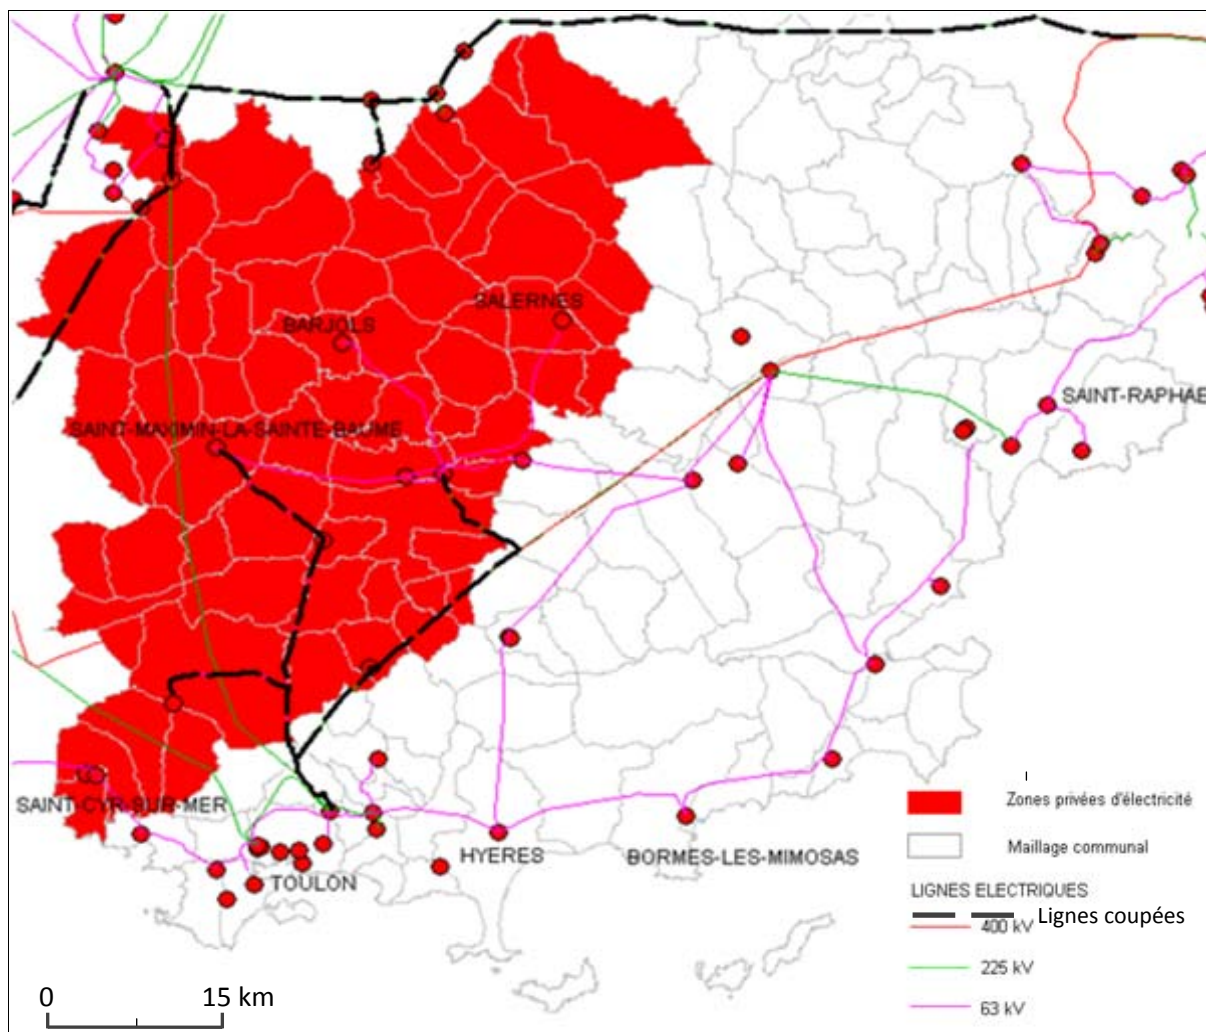 SALERNES
BARJOLS
SAINT-RAPHAE
SAINT-MAXIMIN-LA-SAINTE-BAUME
SAINT-CYR-SUR-MER
HYERES
BORMES-LES-MIMOSAS
TOULON
Zones privées d'électricité
Maillage communal
LIGNES ELECTRIQUES
Lignes coupées
400 kV
225 kV
63 kV
0 15 km